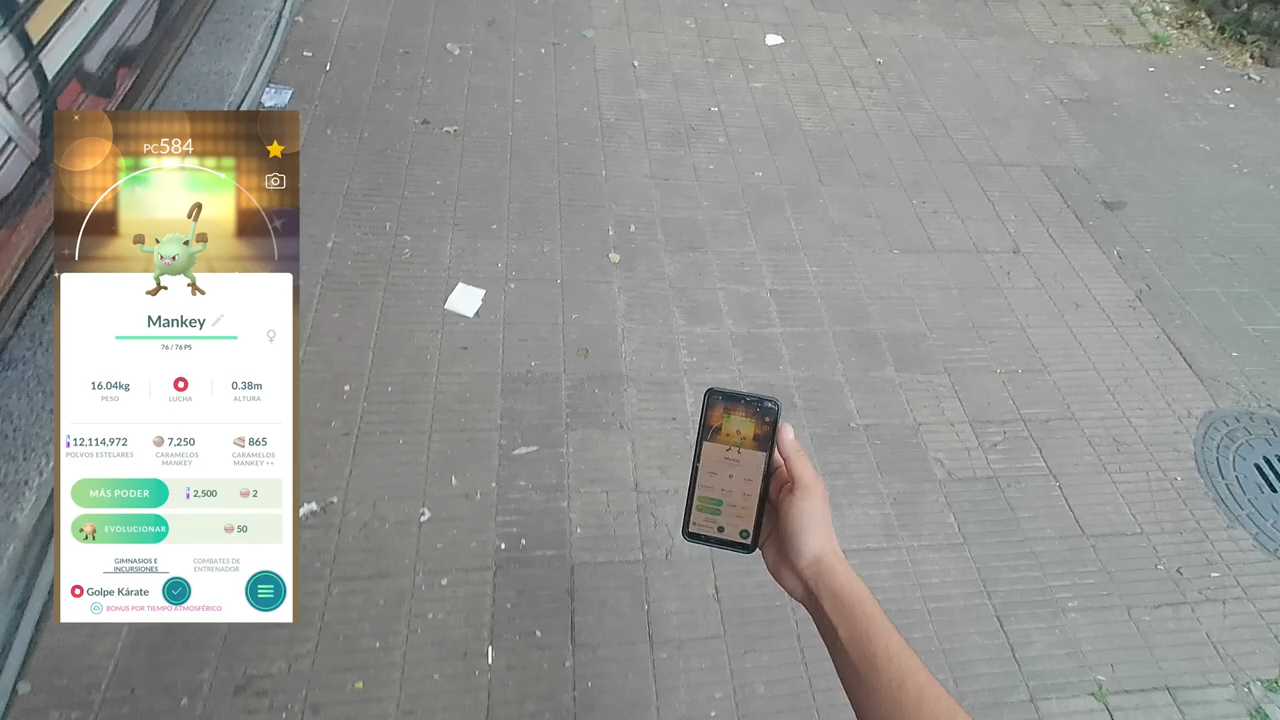 PC584
Mankey
76 / 76 PS
16.04kg
PESO
LUCHA
0.38m
ALTURA
12,114,972
POLVOS ESTELARES
7,250
CARAMELOS
MANKEY
865
CARAMELOS
MANKEY ++
MÁS PODER
2,500
2
EVOLUCIONAR
50
GIMNASIOS E
INCURSIONES
COMBATES DE
ENTRENADOR
Golpe Kárate
BONUS POR TIEMPO ATMOSFÉRICO
Mankey